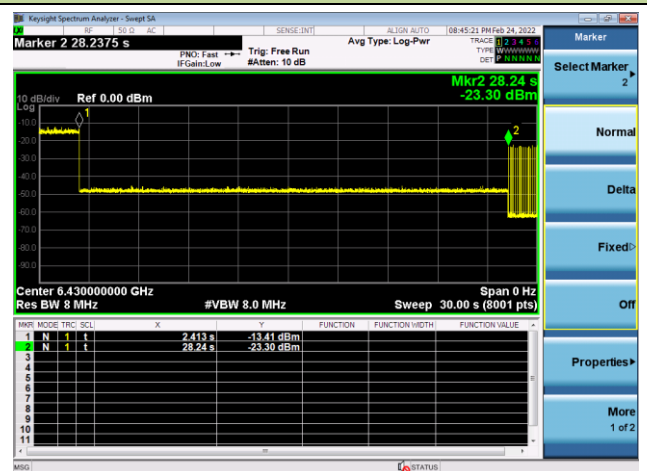 Keysight Spectrum Analyzer - Swept SA
RF 50 Ω AC SENSE:INT ALIGN AUTO 08:45:21 PM Feb 24, 2022
Marker 2 28.2375 s
PNO: Fast
IFGain:Low
Trig: Free Run
#Atten: 10 dB
Avg Type: Log-Pwr
TRACE 1 2 3 4 5 6
TYPE WWWWWW
DET P N N N N N
Mkr2 28.24 s
-23.30 dBm
10 dB/div Ref 0.00 dBm
Log
-10.0
-20.0
-30.0
-40.0
-50.0
-60.0
-70.0
-80.0
-90.0
1
2
Center 6.430000000 GHz Span 0 Hz
Res BW 8 MHz #VBW 8.0 MHz Sweep 30.00 s (8001 pts)
MKR MODE TRC SCL X Y FUNCTION FUNCTION WIDTH FUNCTION VALUE
1 N 1 t 2.413 s -13.41 dBm
2 N 1 t 28.24 s -23.30 dBm
3
4
5
6
7
8
9
10
11
MSG STATUS
Marker
Select Marker
2
Normal
Delta
Fixed
Off
Properties
More
1 of 2